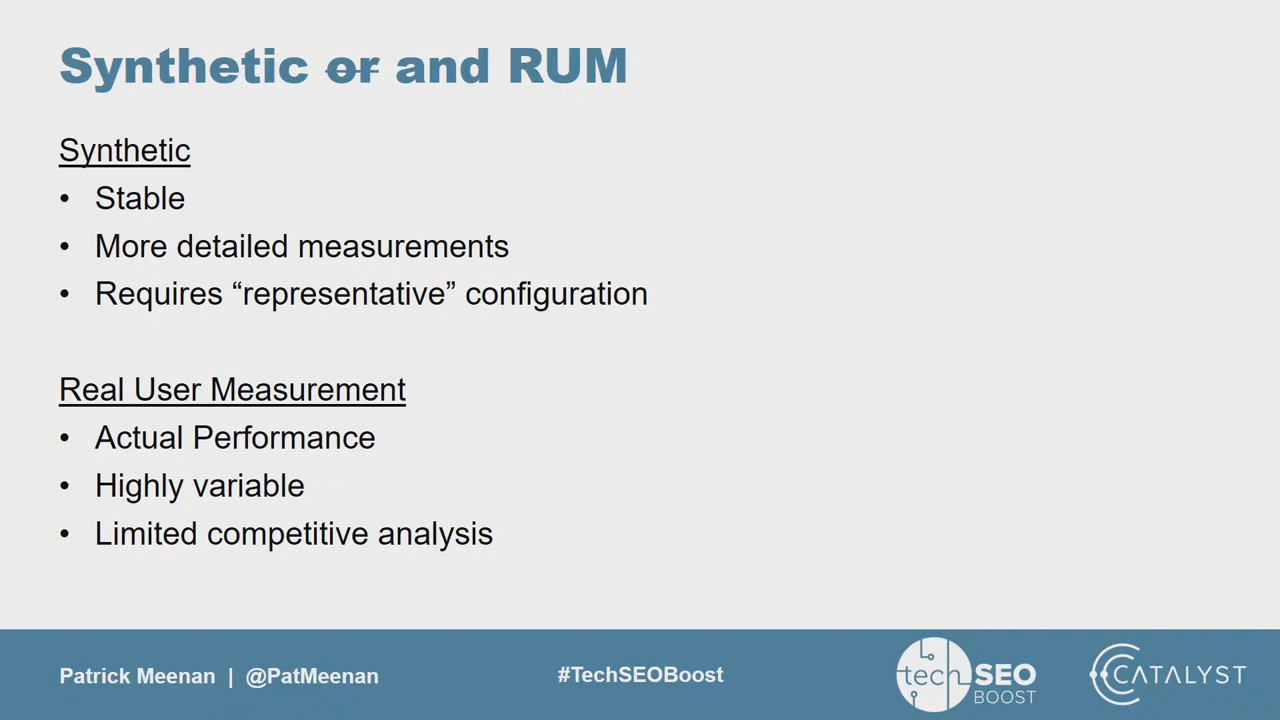 Synthetic or and RUM
Synthetic
• Stable
• More detailed measurements
• Requires “representative” configuration
Real User Measurement
• Actual Performance
• Highly variable
• Limited competitive analysis
Patrick Meenan | @PatMeenan
#TechSEOBoost
tech SEO
BOOST
CATALYST